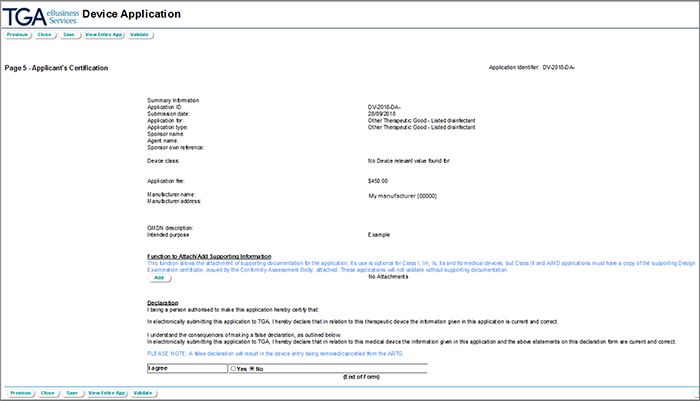 TGA eBusiness Services Device Application
Previous Close Save View Entire App Validate
Page 5 - Applicant's Certification
Application Identifier: DV-2018-DA-
Summary Information
Application ID: DV-2018-DA-
Submission date: 28/09/2018
Application for: Other Therapeutic Good - Listed disinfectant
Application type: Other Therapeutic Good - Listed disinfectant
Sponsor name:
Agent name:
Sponsor own reference:
Device class: No Device relevant value found for:
Application fee: $450.00
Manufacturer name: My manufacturer [00000]
Manufacturer address:
GMDN description:
Intended purpose Example
Function to Attach/Add Supporting Information
This function allows the attachment of supporting documentation for the application. Its use is optional for Class I, Im, Is, IIa and IIb medical devices, but Class III and AIMD applications must have a copy of the supporting Design
Examination certificate, issued by the Conformity Assessment Body, attached. These applications will not validate without supporting documentation.
Add No Attachments
Declaration
I being a person authorised to make this application hereby certify that:
In electronically submitting this application to TGA, I hereby declare that in relation to this therapeutic device the information given in this application is current and correct.
I understand the consequences of making a false declaration, as outlined below
In electronically submitting this application to TGA, I hereby declare that in relation to this medical device the information given in this application and the above statements on this declaration form are current and correct.
PLEASE NOTE: A false declaration will result in the device entry being removed/cancelled from the ARTG.
I agree Yes No
(End of Form)
Previous Close Save View Entire App Validate